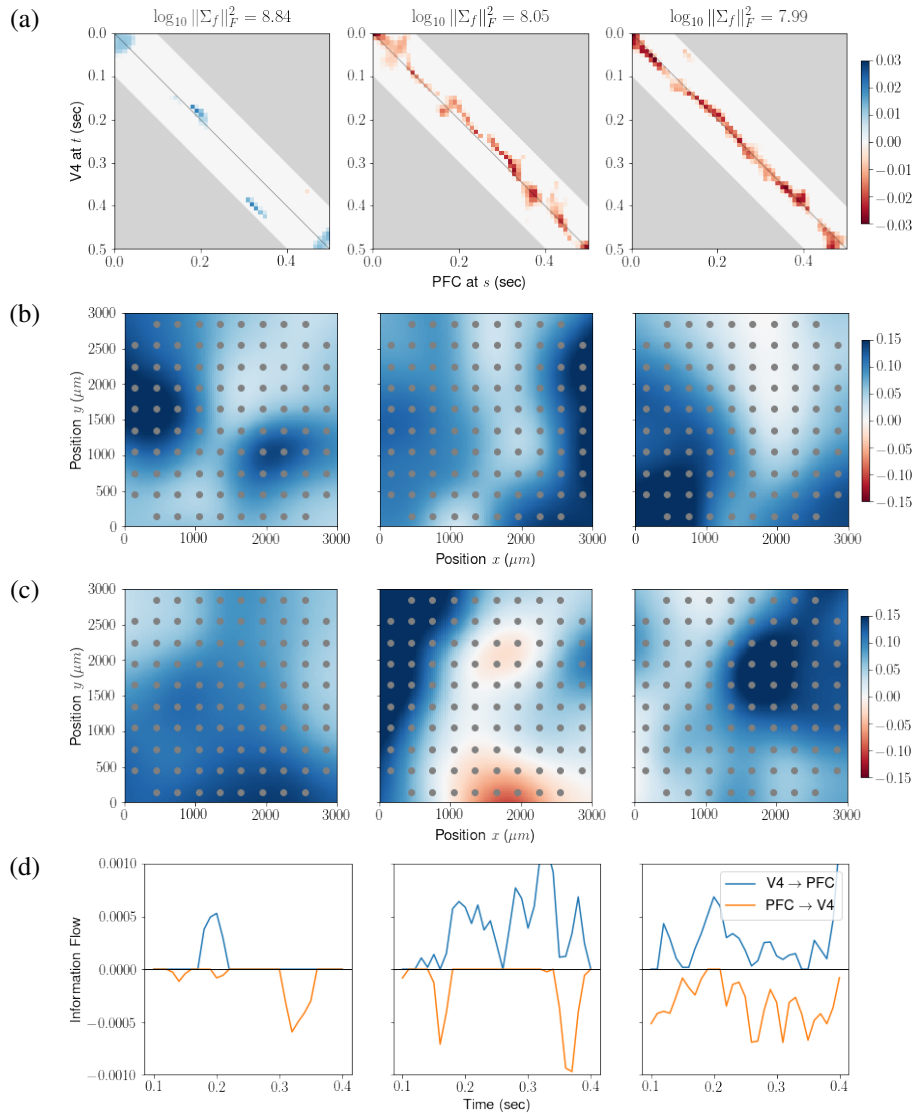 (a)
log₁₀ ||Σ_f||²_F = 8.84
log₁₀ ||Σ_f||²_F = 8.05
log₁₀ ||Σ_f||²_F = 7.99
V4 at t (sec)
0.0
0.1
0.2
0.3
0.4
0.5
0.0 0.2 0.4
0.0 0.2 0.4
0.0 0.2 0.4
PFC at s (sec)
0.03
0.02
0.01
0.00
−0.01
−0.02
−0.03
(b)
Position y (μm)
3000
2500
2000
1500
1000
500
0
0 1000 2000 3000
0 1000 2000 3000
0 1000 2000 3000
Position x (μm)
0.15
0.10
0.05
0.00
−0.05
−0.10
−0.15
(c)
Position y (μm)
3000
2500
2000
1500
1000
500
0
0 1000 2000 3000
0 1000 2000 3000
0 1000 2000 3000
Position x (μm)
0.15
0.10
0.05
0.00
−0.05
−0.10
−0.15
(d)
Information Flow
0.0010
0.0005
0.0000
−0.0005
−0.0010
V4 → PFC
PFC → V4
0.1 0.2 0.3 0.4
0.1 0.2 0.3 0.4
0.1 0.2 0.3 0.4
Time (sec)